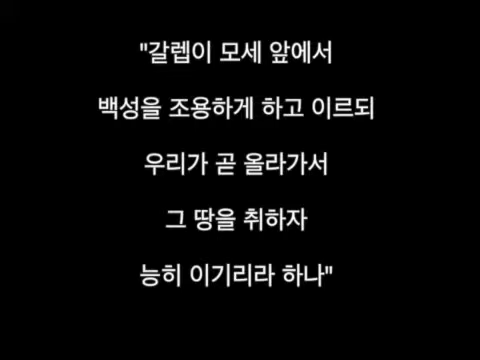 "갈렙이 모세 앞에서
백성을 조용하게 하고 이르되
우리가 곧 올라가서
그 땅을 취하자
능히 이기리라 하나"